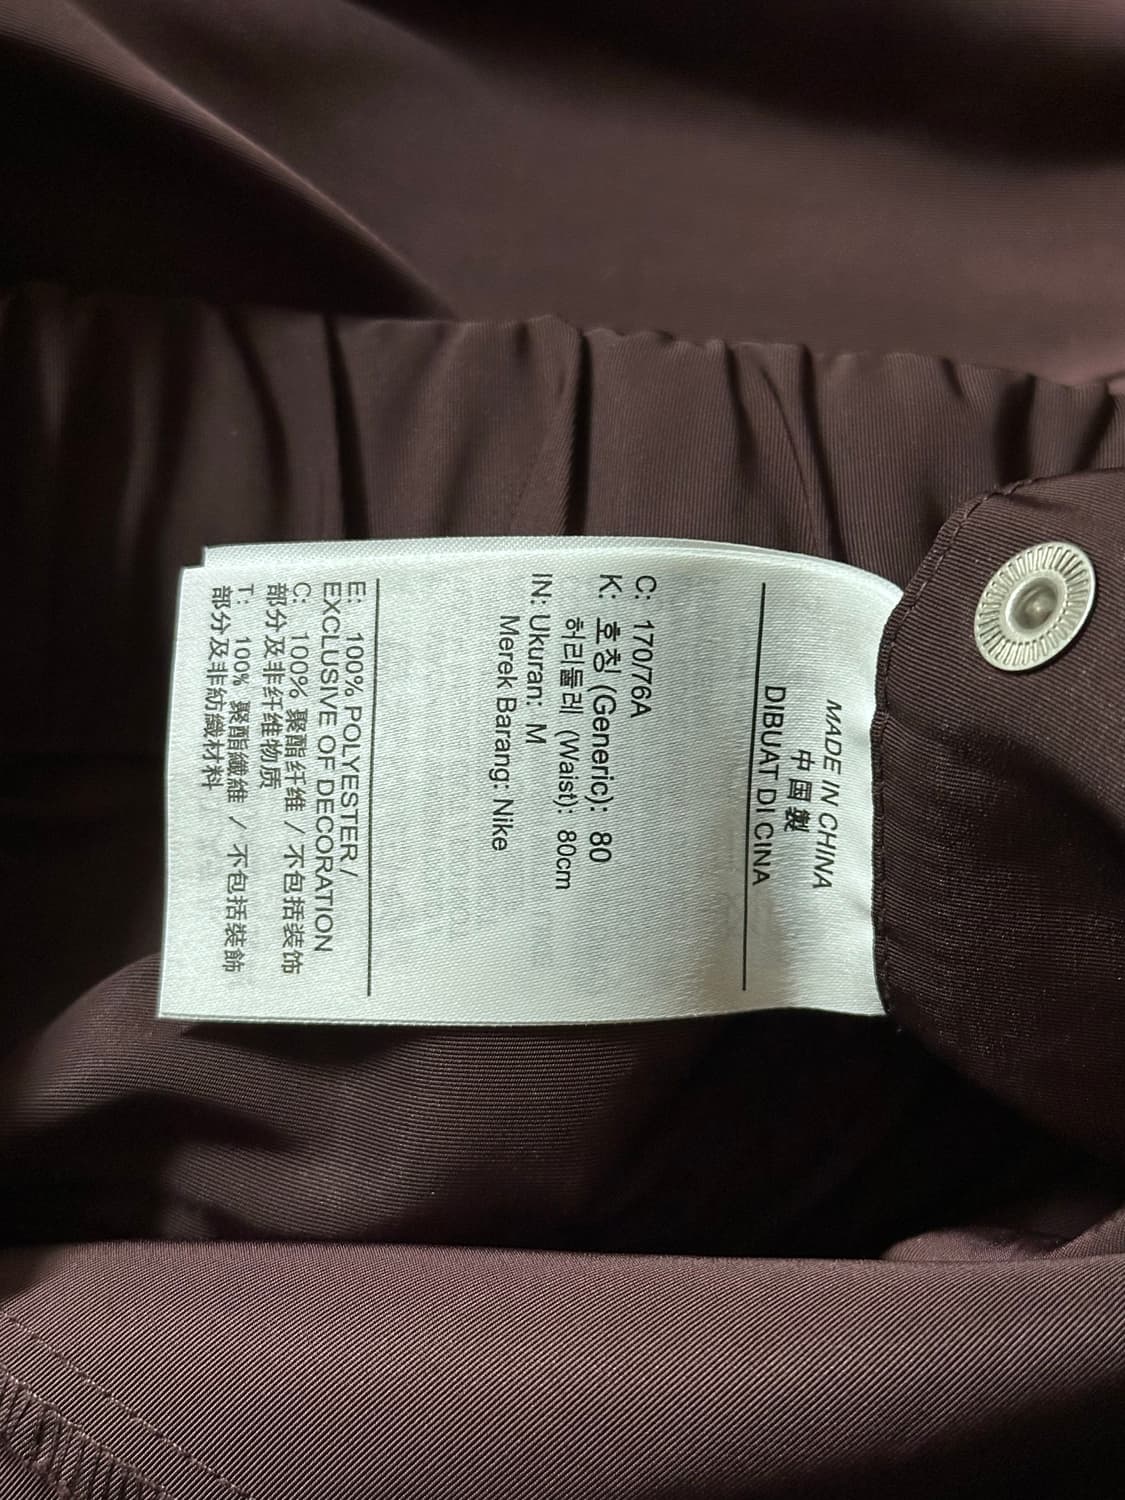 MADE IN CHINA
中國製
DIBUAT DI CINA
C: 170/76A
K: 호칭 (Generic): 80
허리둘레 (Waist): 80cm
IN: Ukuran: M
Merek Barang: Nike
E: 100% POLYESTER /
EXCLUSIVE OF DECORATION
C: 100% 聚酯纤维 / 不包括装饰
部分及非纤维物质
T: 100% 聚酯纖維 / 不包括裝飾
部分及非紡織材料